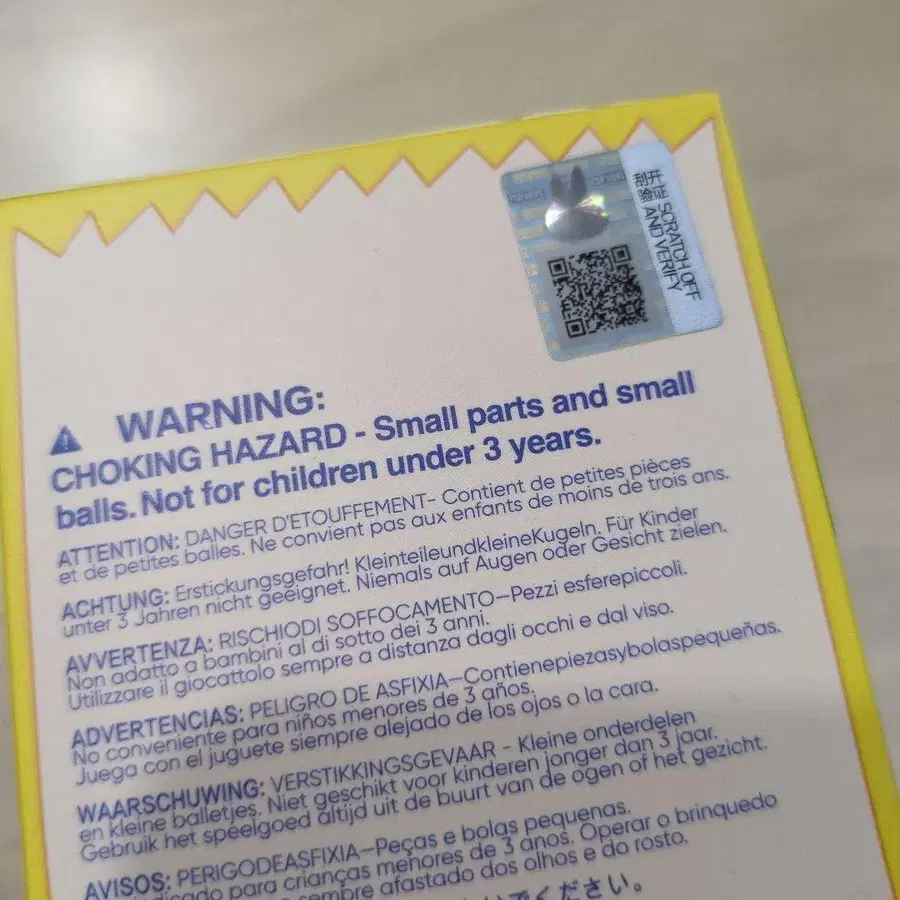 刮开
验证
SCRATCH OFF
AND VERIFY
WARNING:
CHOKING HAZARD - Small parts and small
balls. Not for children under 3 years.
ATTENTION: DANGER D'ETOUFFEMENT- Contient de petites pièces
et de petites balles. Ne convient pas aux enfants de moins de trois ans.
ACHTUNG: Erstickungsgefahr! KleinteileundkleineKugeln. Für Kinder
unter 3 Jahren nicht geeignet. Niemals auf Augen oder Gesicht zielen.
AVVERTENZA: RISCHIODI SOFFOCAMENTO—Pezzi esferepiccoli.
Non adatto a bambini al di sotto dei 3 anni.
Utilizzare il giocattolo sempre a distanza dagli occhi e dal viso.
ADVERTENCIAS: PELIGRO DE ASFIXIA—Contienepiezasybolaspequeñas.
No conveniente para niños menores de 3 años.
Juega con el juguete siempre alejado de los ojos o la cara.
WAARSCHUWING: VERSTIKKINGSGEVAAR - Kleine onderdelen
en kleine balletjes. Niet geschikt voor kinderen jonger dan 3 jaar.
Gebruik het speelgoed altijd uit de buurt van de ogen of het gezicht.
AVISOS: PERIGODEASFIXIA—Peças e bolas pequenas.
para crianças menores de 3 anos. Operar o brinquedo
sempre afastado dos olhos e do rosto.
でください。